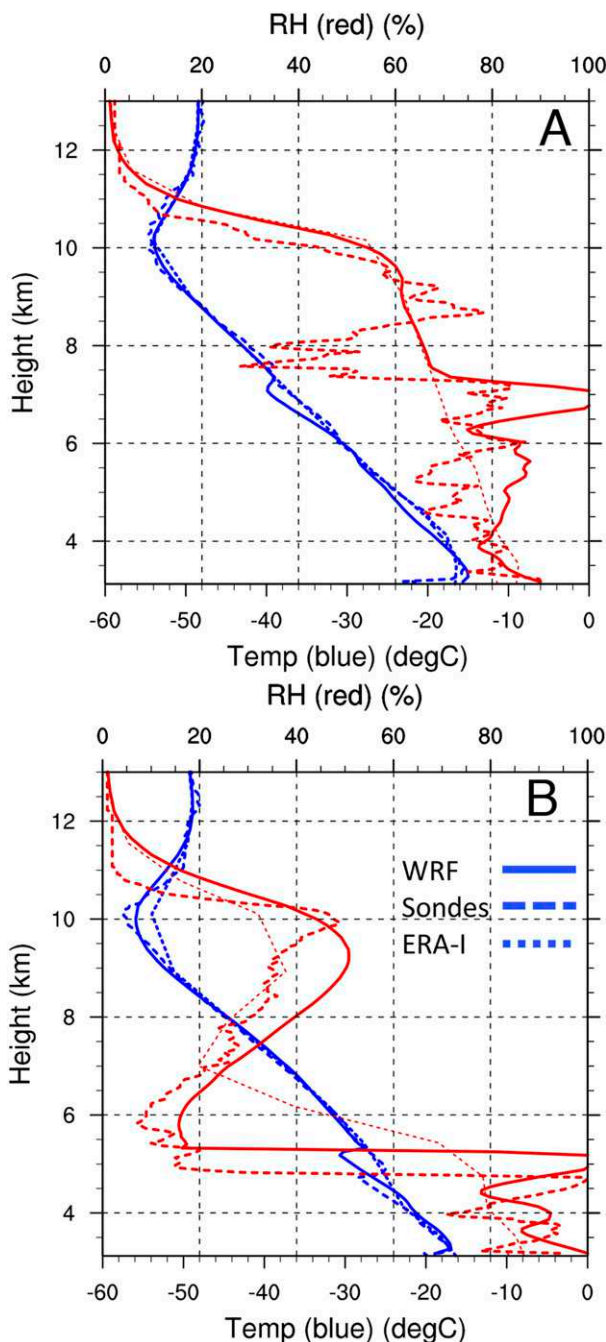 RH (red) (%)
0 20 40 60 80 100
A
12
10
8
6
4
Height (km)
-60 -50 -40 -30 -20 -10 0
Temp (blue) (degC)
RH (red) (%)
0 20 40 60 80 100
B
12
10
8
6
4
Height (km)
WRF
Sondes
ERA-I
-60 -50 -40 -30 -20 -10 0
Temp (blue) (degC)